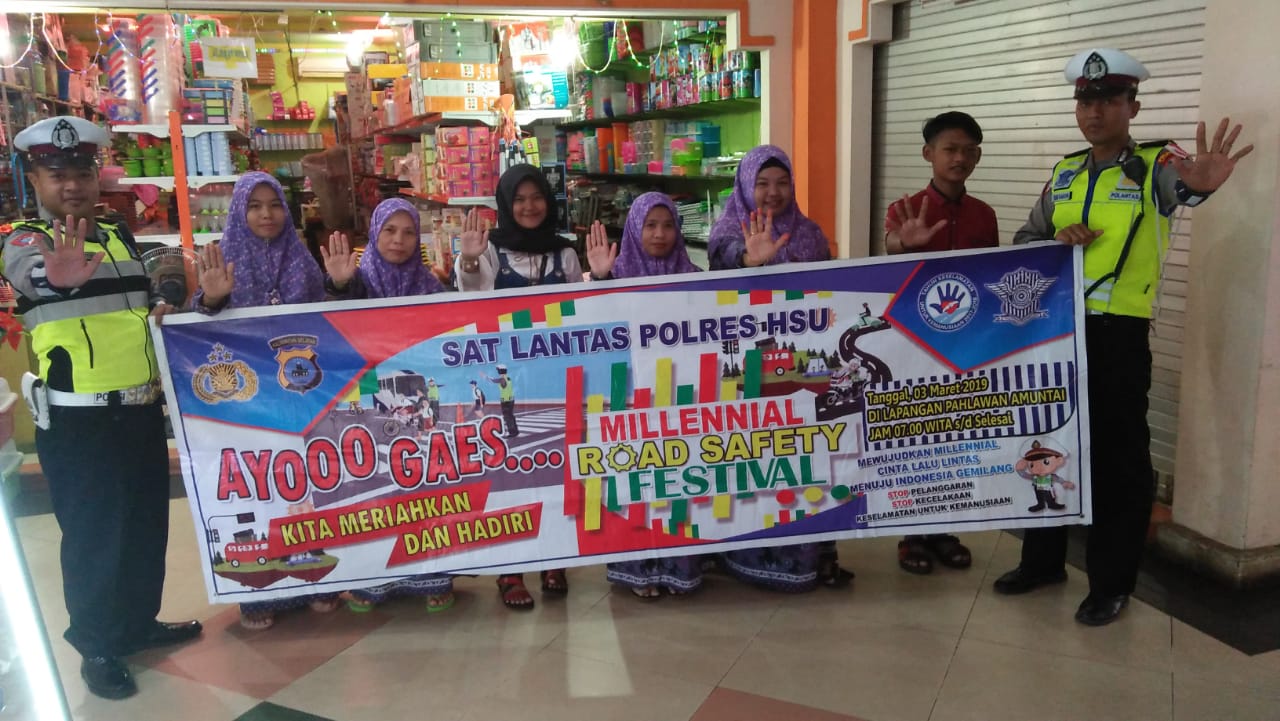 SAT LANTAS POLRES HSU
AYOOO GAES....
KITA MERIAHKAN
DAN HADIRI
MILLENNIAL
ROAD SAFETY
FESTIVAL
Tanggal, 03 Maret 2019
DI LAPANGAN PAHLAWAN AMUNTAI
JAM 07.00 WITA s/d Selesai
MEWUJUDKAN MILLENNIAL
CINTA LALU LINTAS
MENUJU INDONESIA GEMILANG
STOP PELANGGARAN
STOP KECELAKAAN
KESELAMATAN UNTUK KEMANUSIAAN
POLANTAS